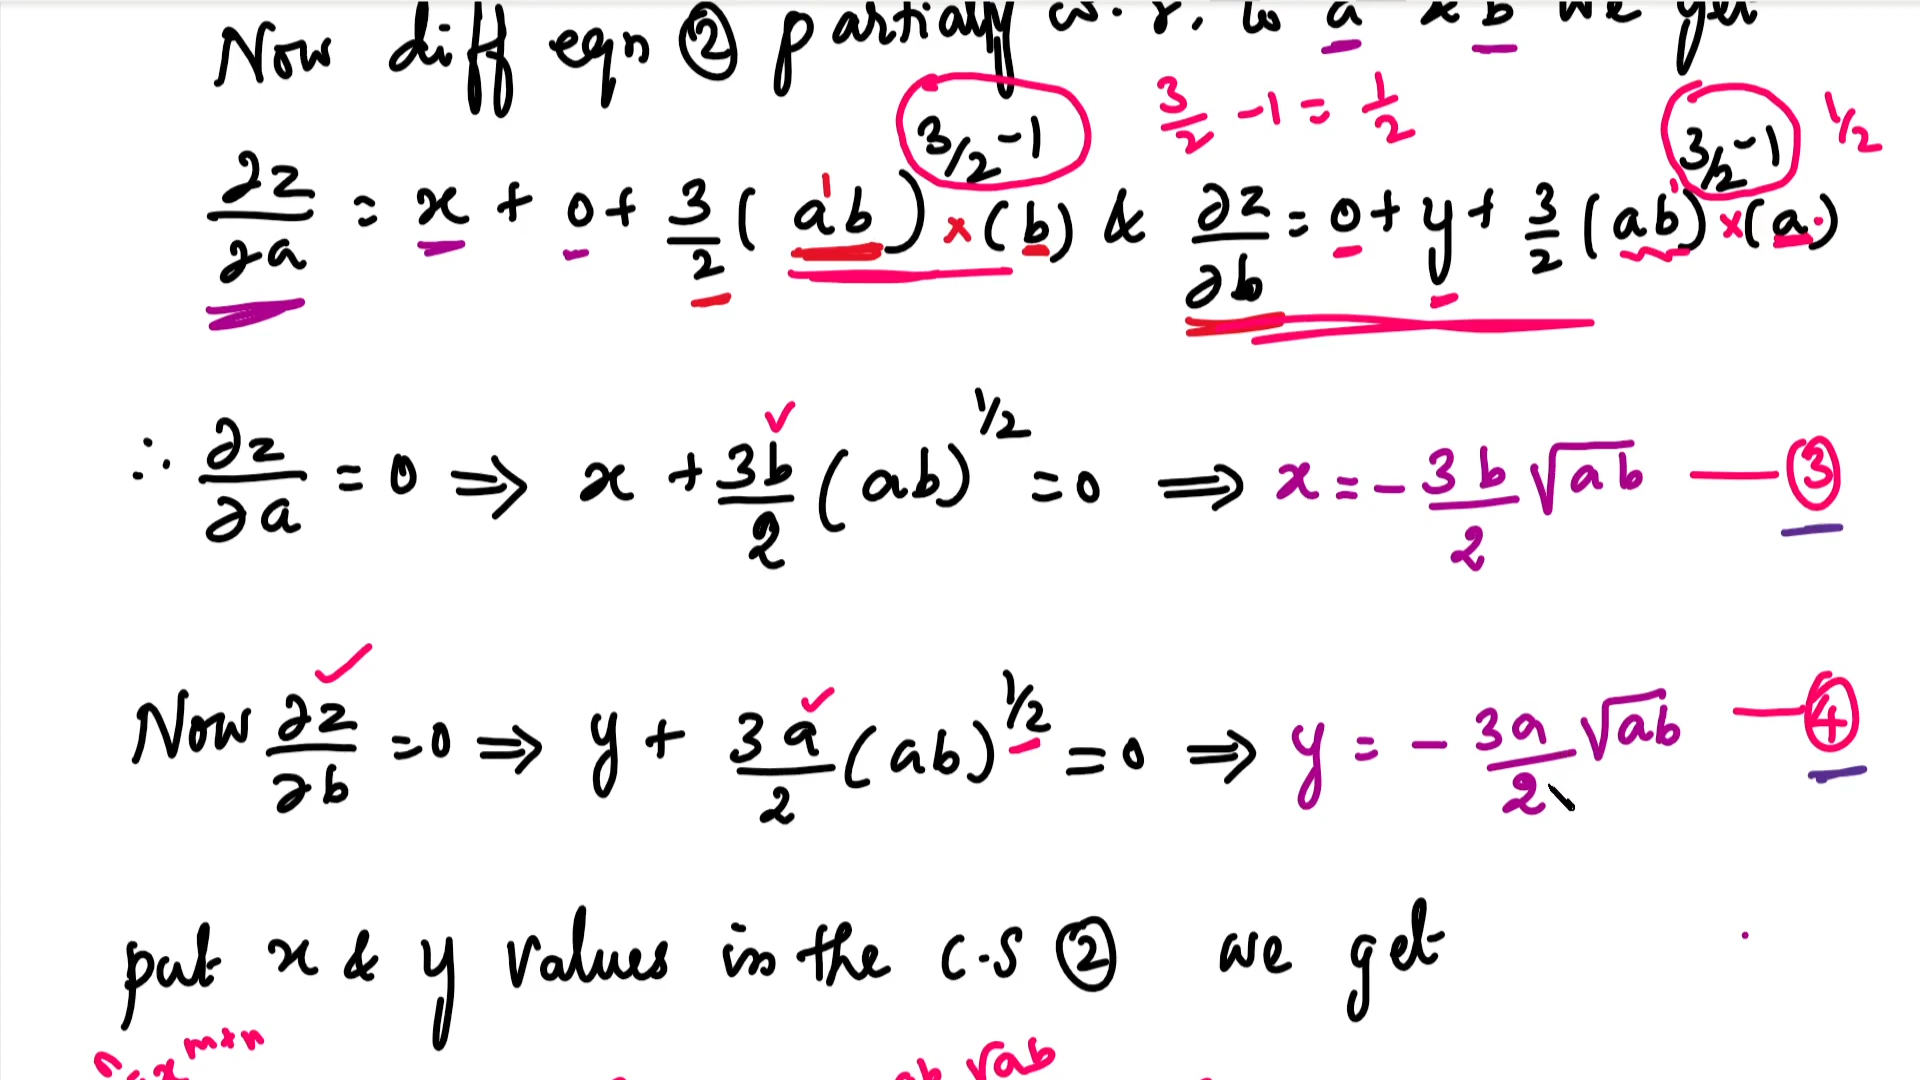 Now diff eqn ② partially w.r. to a & b we get
3/2 - 1 = 1/2
∂z/∂a = x + 0 + 3/2 (ab)^(3/2-1) × (b) & ∂z/∂b = 0 + y + 3/2 (ab)^(3/2-1) × (a) 1/2
∴ ∂z/∂a = 0 ⇒ x + 3b/2 (ab)^1/2 = 0 ⇒ x = - 3b/2 √ab — ③
Now ∂z/∂b = 0 ⇒ y + 3a/2 (ab)^1/2 = 0 ⇒ y = - 3a/2 √ab — ④
put x & y values in the C.S ② we get
m+n
ab √ab